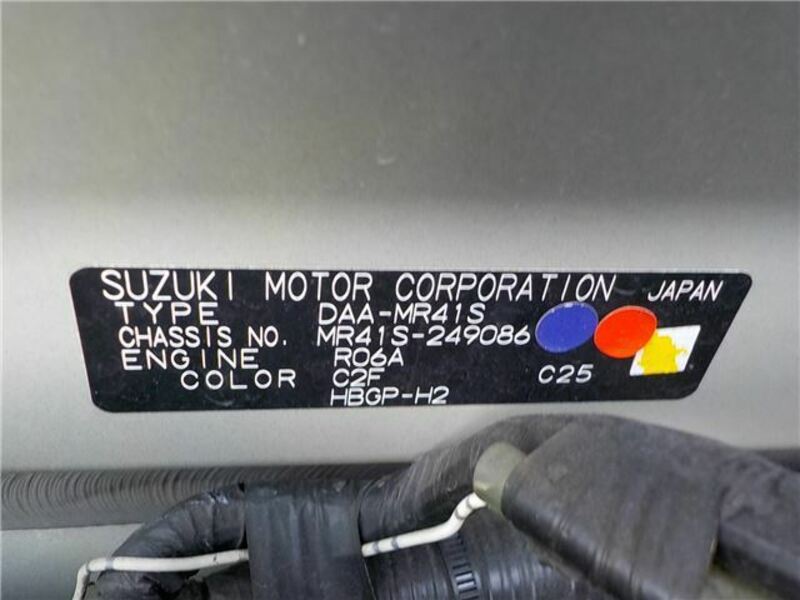 SUZUKI MOTOR CORPORATION JAPAN
TYPE DAA-MR41S
CHASSIS NO. MR41S-249086
ENGINE R06A
COLOR C2F C25
HBGP-H2